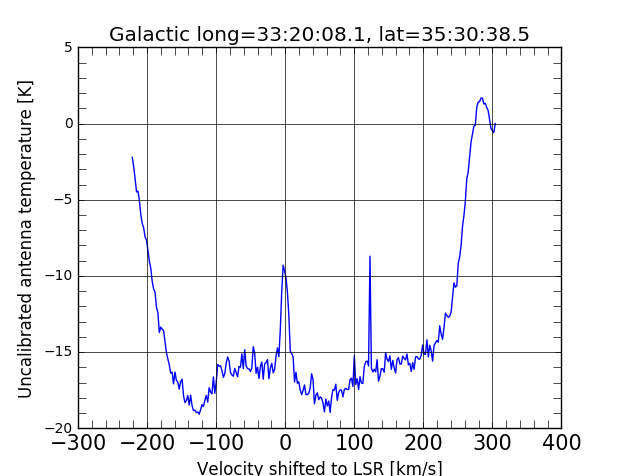 Galactic long=33:20:08.1, lat=35:30:38.5
Uncalibrated antenna temperature [K]
5
0
−5
−10
−15
−20
−300 −200 −100 0 100 200 300 400
Velocity shifted to LSR [km/s]